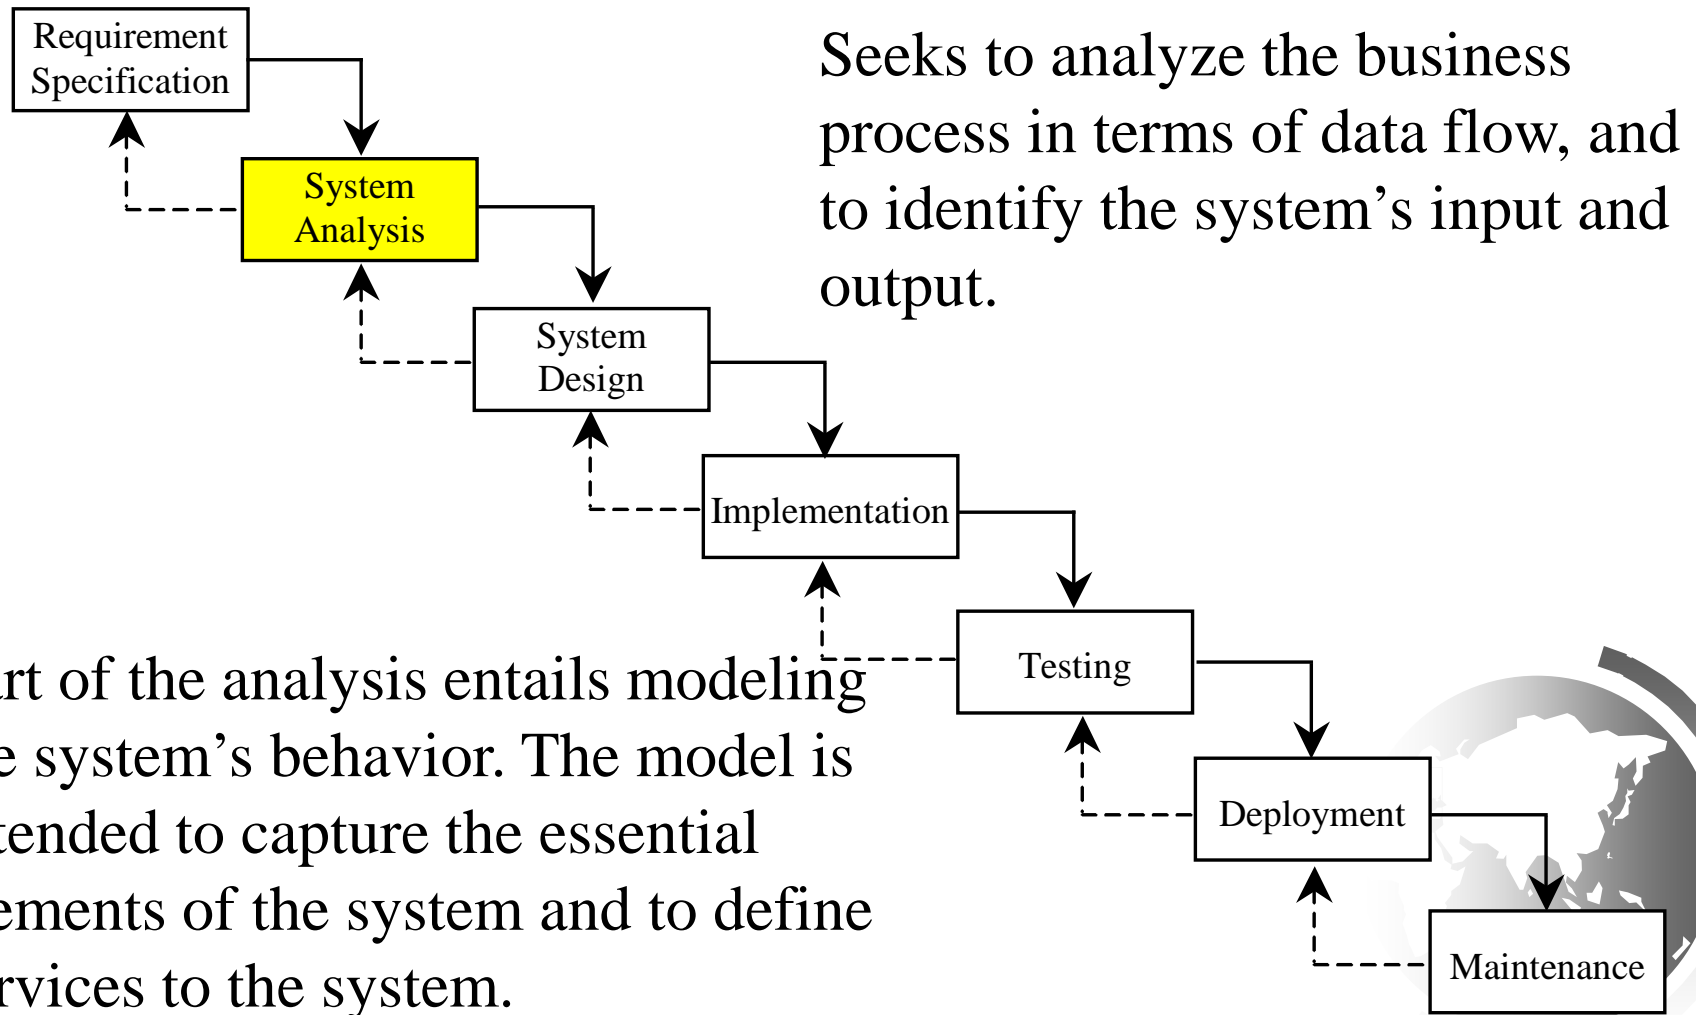 Requirement
Specification
Seeks to analyze the business
process in terms of data flow, and
to identify the system’s input and
output.
System
Analysis
System
Design
Implementation
Testing
Deployment
Maintenance
of the analysis entails modeling
system’s behavior. The model is
to capture the essential
of the system and to define
to the system.